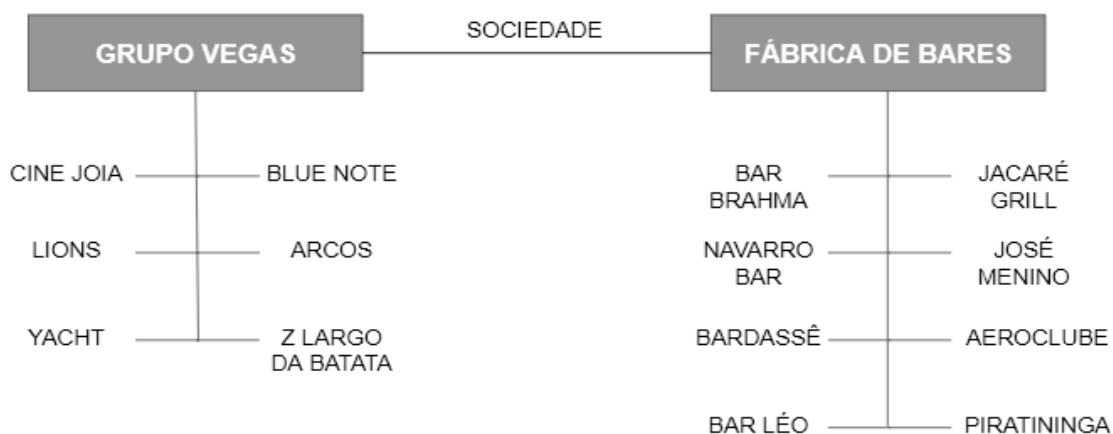 SOCIEDADE
GRUPO VEGAS
FÁBRICA DE BARES
CINE JOIA
BLUE NOTE
LIONS
ARCOS
YACHT
Z LARGO
DA BATATA
BAR
BRAHMA
JACARÉ
GRILL
NAVARRO
BAR
JOSÉ
MENINO
BARDASSÊ
AEROCLUBE
BAR LÉO
PIRATININGA